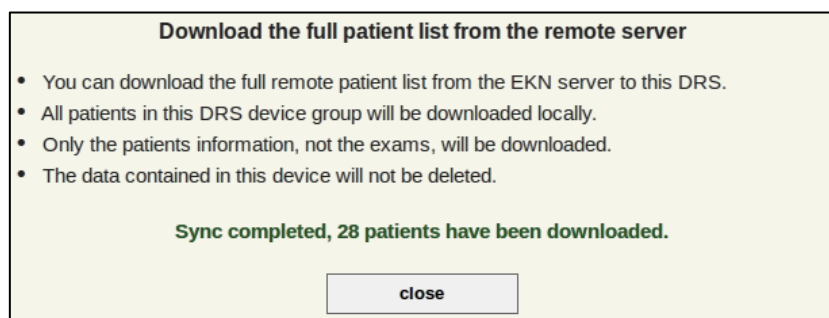 Download the full patient list from the remote server
• You can download the full remote patient list from the EKN server to this DRS.
• All patients in this DRS device group will be downloaded locally.
• Only the patients information, not the exams, will be downloaded.
• The data contained in this device will not be deleted.
Sync completed, 28 patients have been downloaded.
close